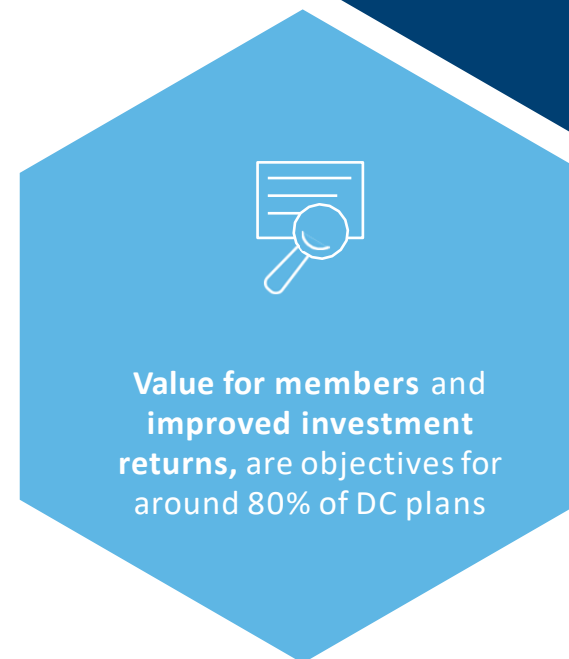 Value for members and
improved investment
returns, are objectives for
around 80% of DC plans